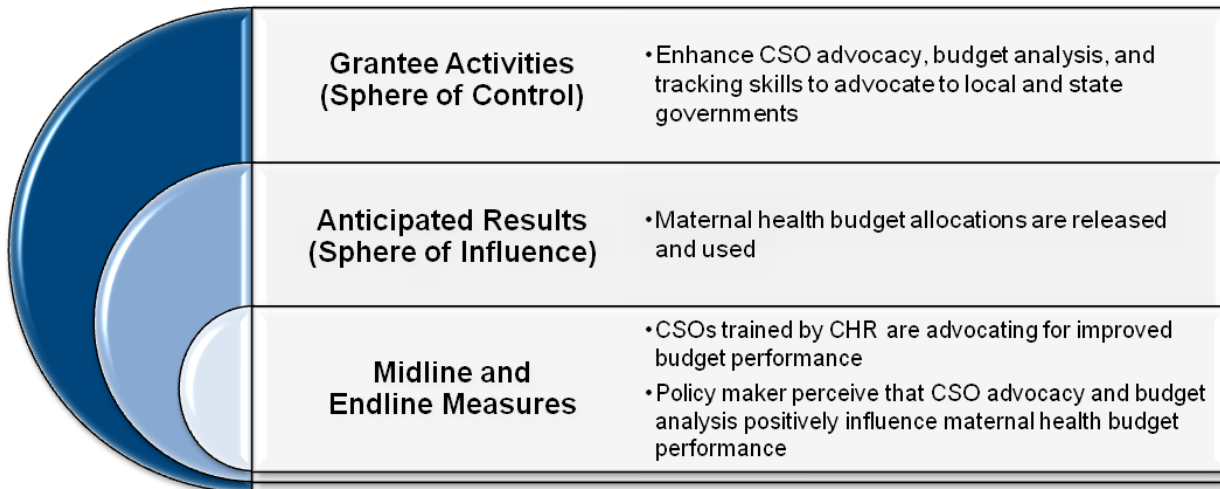 Grantee Activities
(Sphere of Control)
•Enhance CSO advocacy, budget analysis, and
tracking skills to advocate to local and state
governments
Anticipated Results
(Sphere of Influence)
•Maternal health budget allocations are released
and used
Midline and
Endline Measures
•CSOs trained by CHR are advocating for improved
budget performance
•Policy maker perceive that CSO advocacy and budget
analysis positively influence maternal health budget
performance